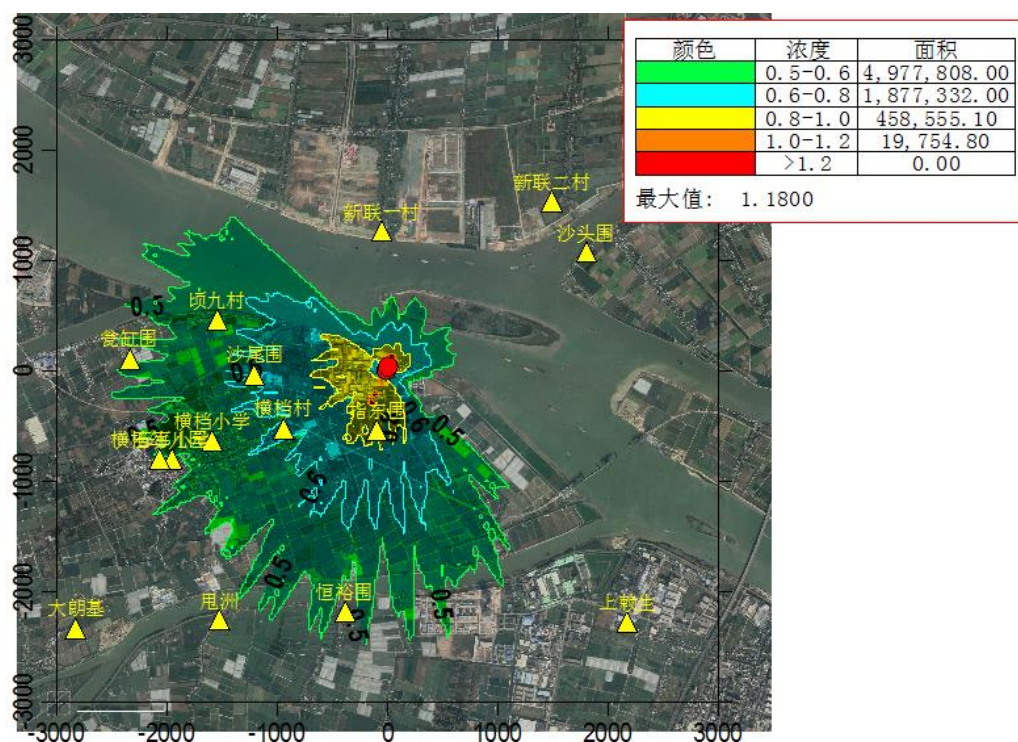 颜色 浓度 面积
0.5-0.6 4,977,808.00
0.6-0.8 1,877,332.00
0.8-1.0 458,555.10
1.0-1.2 19,754.80
>1.2 0.00
最大值: 1.1800
3000
2000
1000
0
-1000
-2000
-3000
新联二村
新联一村
沙头围
0.5
顷九村
瓮缸围
沙尾围
横档村
指东围
横档小学
0.6
0.5
0.6
0.5
恒裕围
0.5
0.5
大朗基
甩洲
上赖生
-3000 -2000 -1000 0 1000 2000 3000